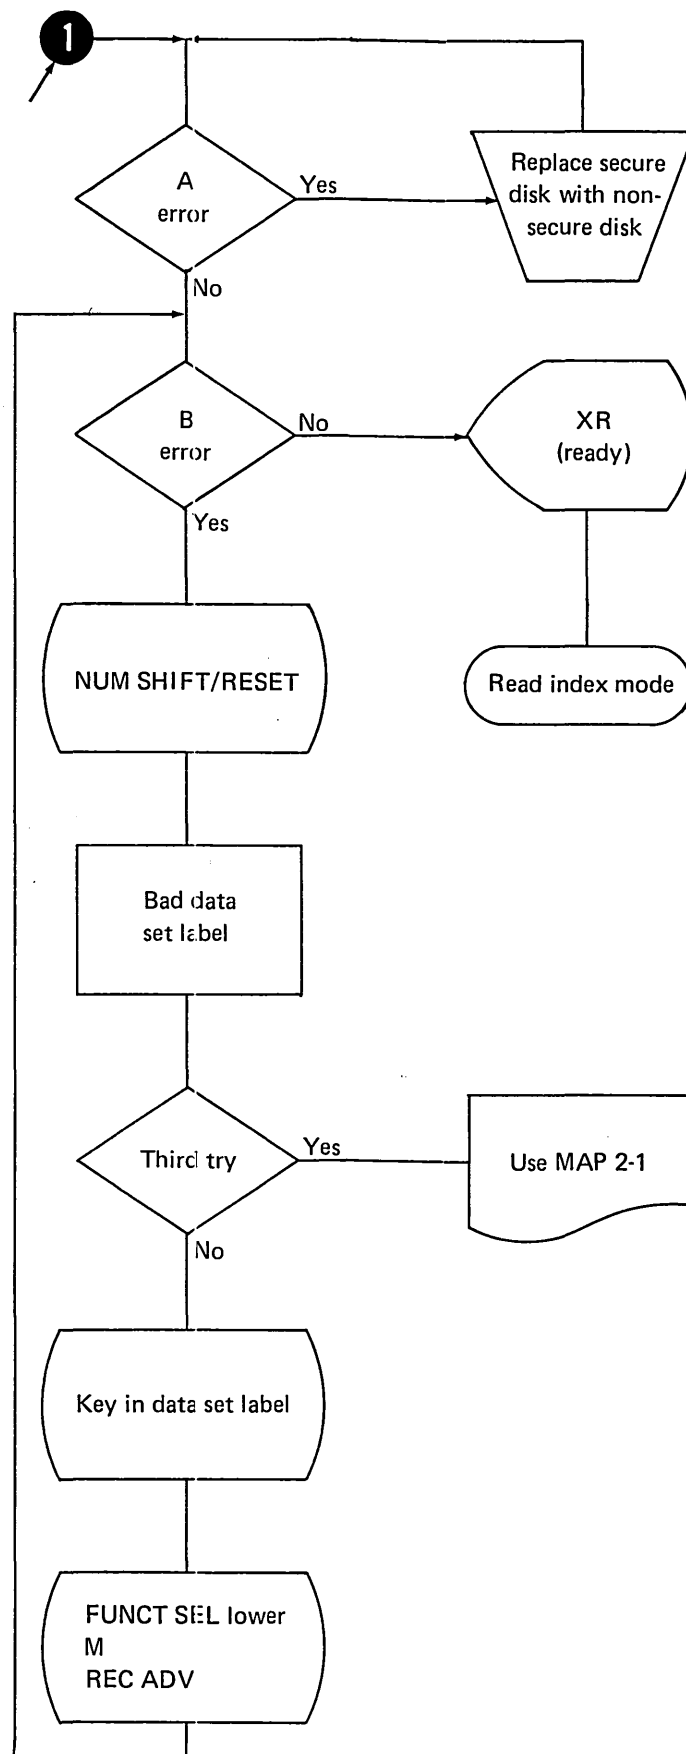 1
A
error
Yes
Replace secure
disk with non-
secure disk
No
B
error
No
XR
(ready)
Yes
NUM SHIFT/RESET
Read index mode
Bad data
set label
Third try
Yes
Use MAP 2-1
No
Key in data set label
FUNCT SEL lower
M
REC ADV